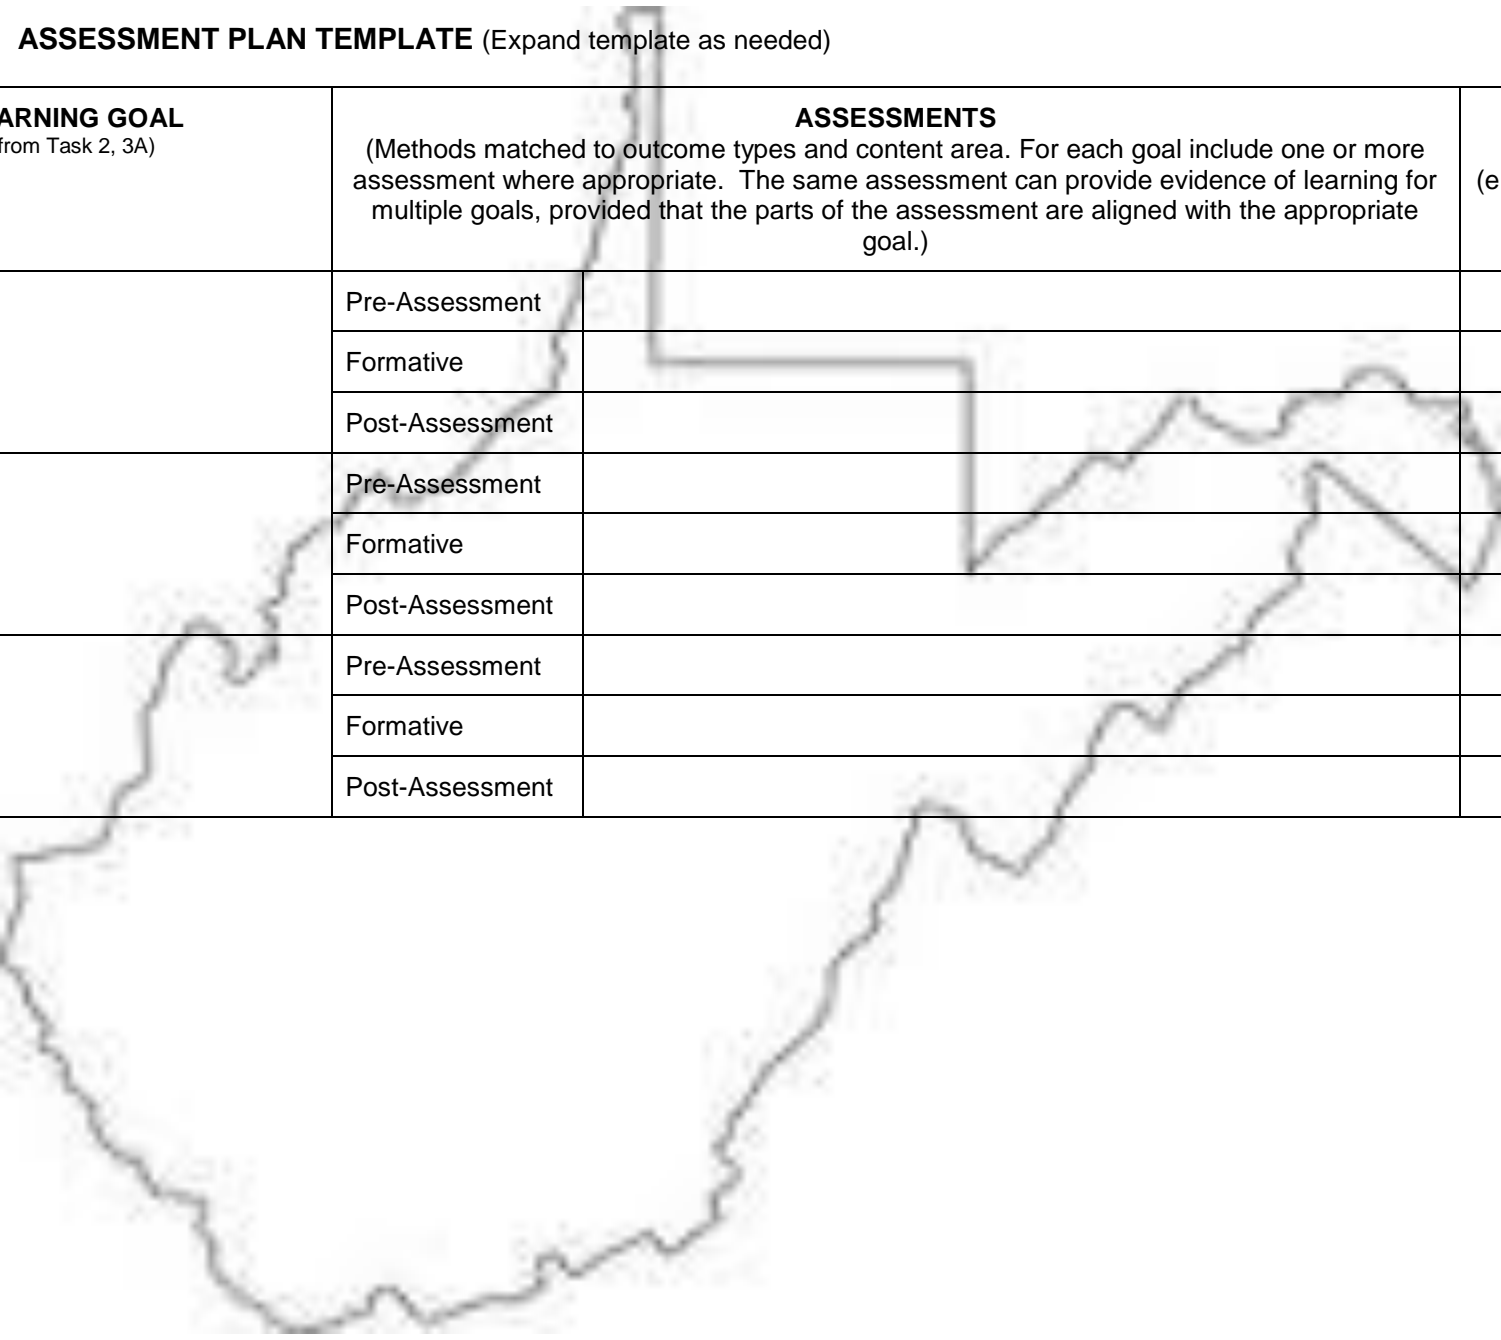 ASSESSMENT PLAN TEMPLATE (Expand template as needed)
ARNING GOAL
from Task 2, 3A)
ASSESSMENTS
(Methods matched to outcome types and content area. For each goal include one or more
assessment where appropriate. The same assessment can provide evidence of learning for
multiple goals, provided that the parts of the assessment are aligned with the appropriate
goal.)
(e
Pre-Assessment
Formative
Post-Assessment
Pre-Assessment
Formative
Post-Assessment
Pre-Assessment
Formative
Post-Assessment